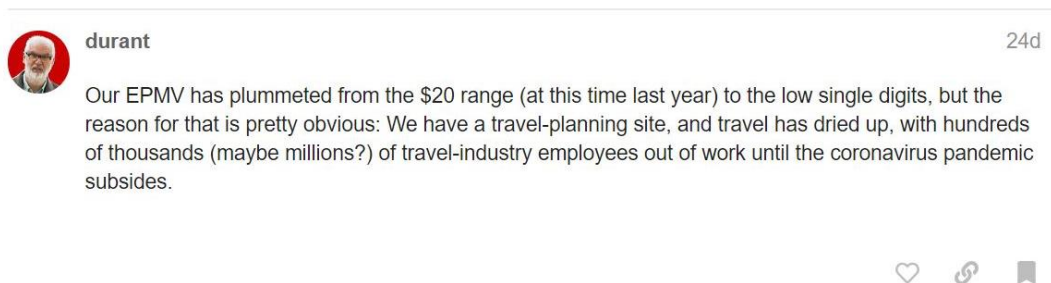 durant
24d
Our EPMV has plummeted from the $20 range (at this time last year) to the low single digits, but the
reason for that is pretty obvious: We have a travel-planning site, and travel has dried up, with hundreds
of thousands (maybe millions?) of travel-industry employees out of work until the coronavirus pandemic
subsides.